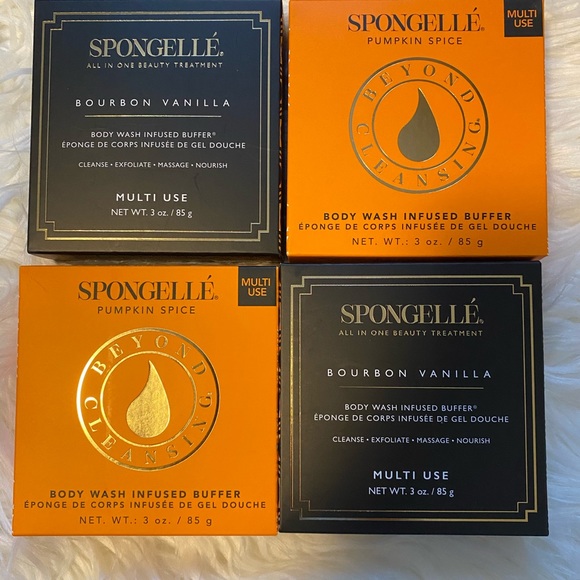 SPONGELLÉ®
ALL IN ONE BEAUTY TREATMENT
BOURBON VANILLA
BODY WASH INFUSED BUFFER®
ÉPONGE DE CORPS INFUSÉE DE GEL DOUCHE
CLEANSE • EXFOLIATE • MASSAGE • NOURISH
MULTI USE
NET WT. 3 oz. / 85 g
MULTI
USE
SPONGELLÉ®
PUMPKIN SPICE
BEYOND
CLEANSING®
BODY WASH INFUSED BUFFER
ÉPONGE DE CORPS INFUSÉE DE GEL DOUCHE
NET. WT.: 3 oz / 85 g
MULTI
USE
SPONGELLÉ®
PUMPKIN SPICE
BEYOND
CLEANSING®
BODY WASH INFUSED BUFFER
ÉPONGE DE CORPS INFUSÉE DE GEL DOUCHE
NET. WT.: 3 oz / 85 g
SPONGELLÉ®
ALL IN ONE BEAUTY TREATMENT
BOURBON VANILLA
BODY WASH INFUSED BUFFER®
ÉPONGE DE CORPS INFUSÉE DE GEL DOUCHE
CLEANSE • EXFOLIATE • MASSAGE • NOURISH
MULTI USE
NET WT. 3 oz. / 85 g